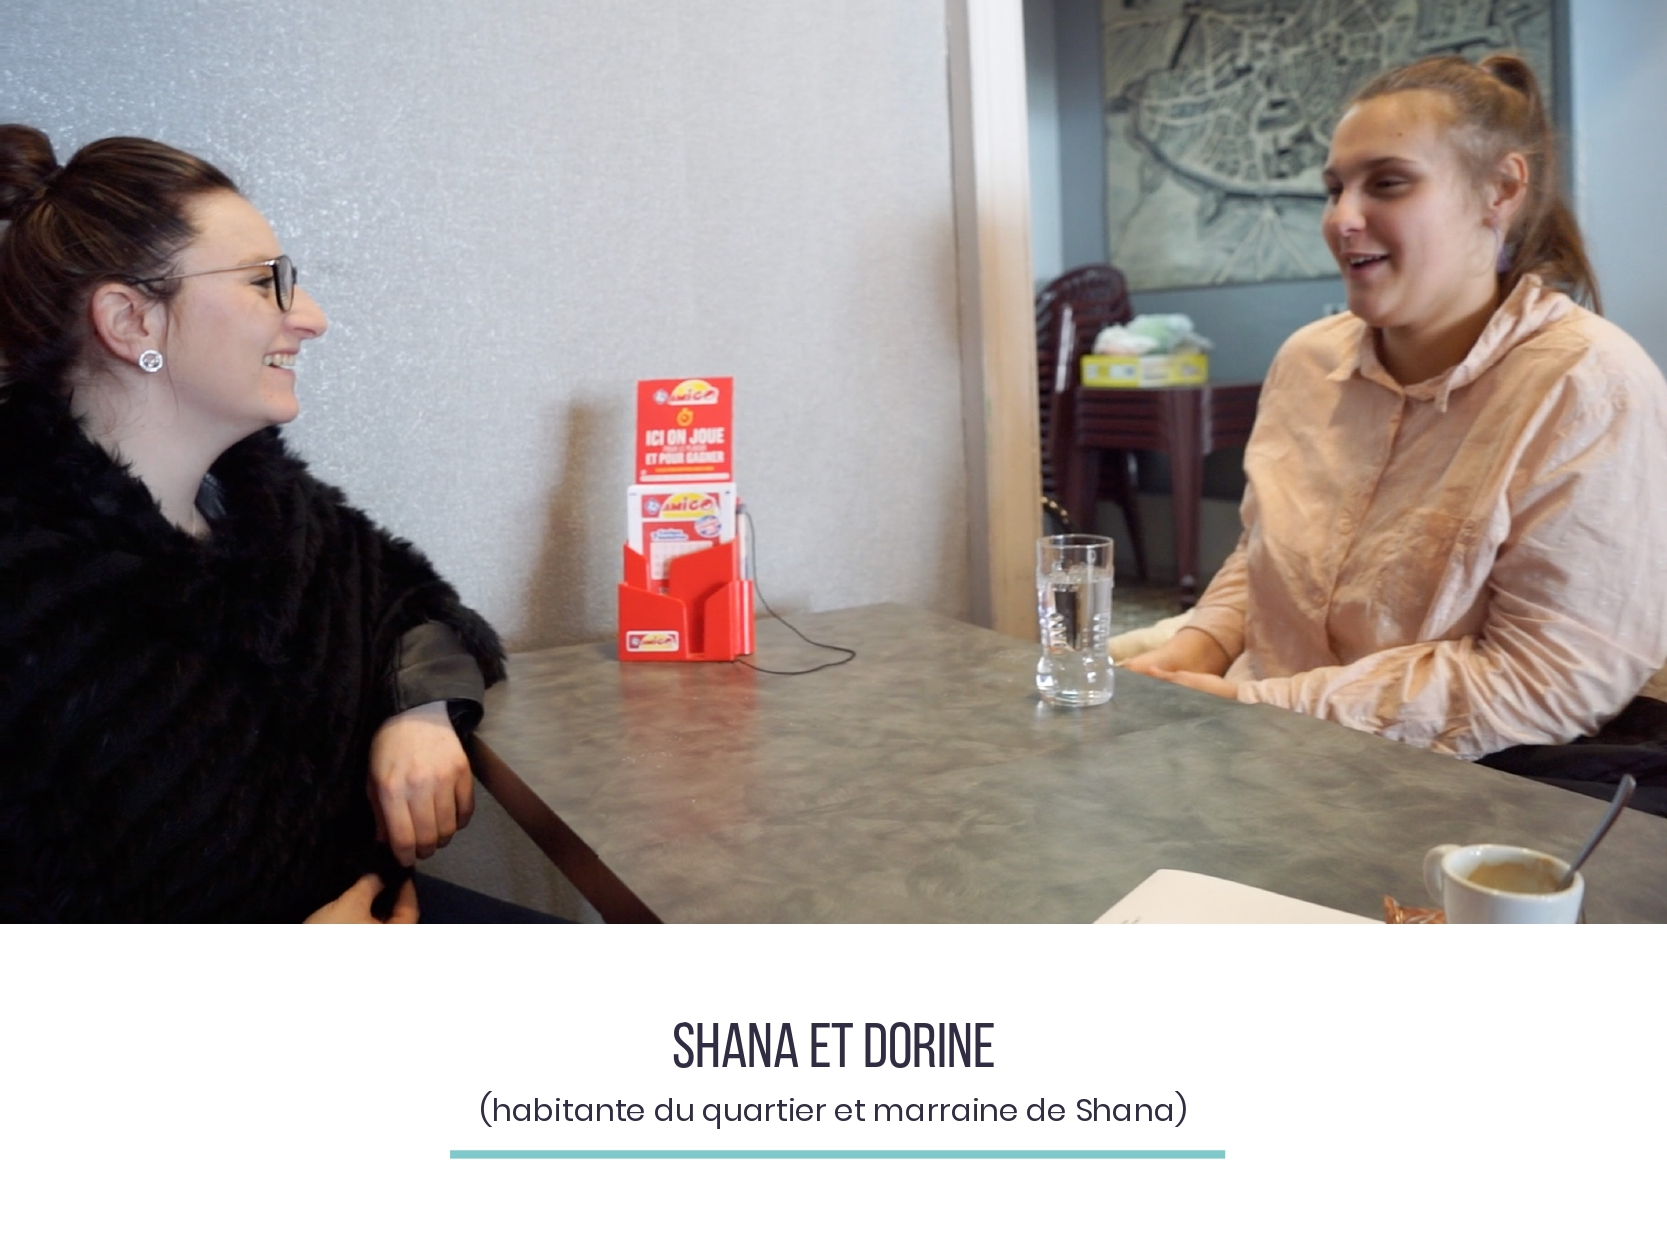 AMIGO
ICI ON JOUE
ET POUR GAGNER
AMIGO
AMIGO
SHANA ET DORINE
(habitante du quartier et marraine de Shana)